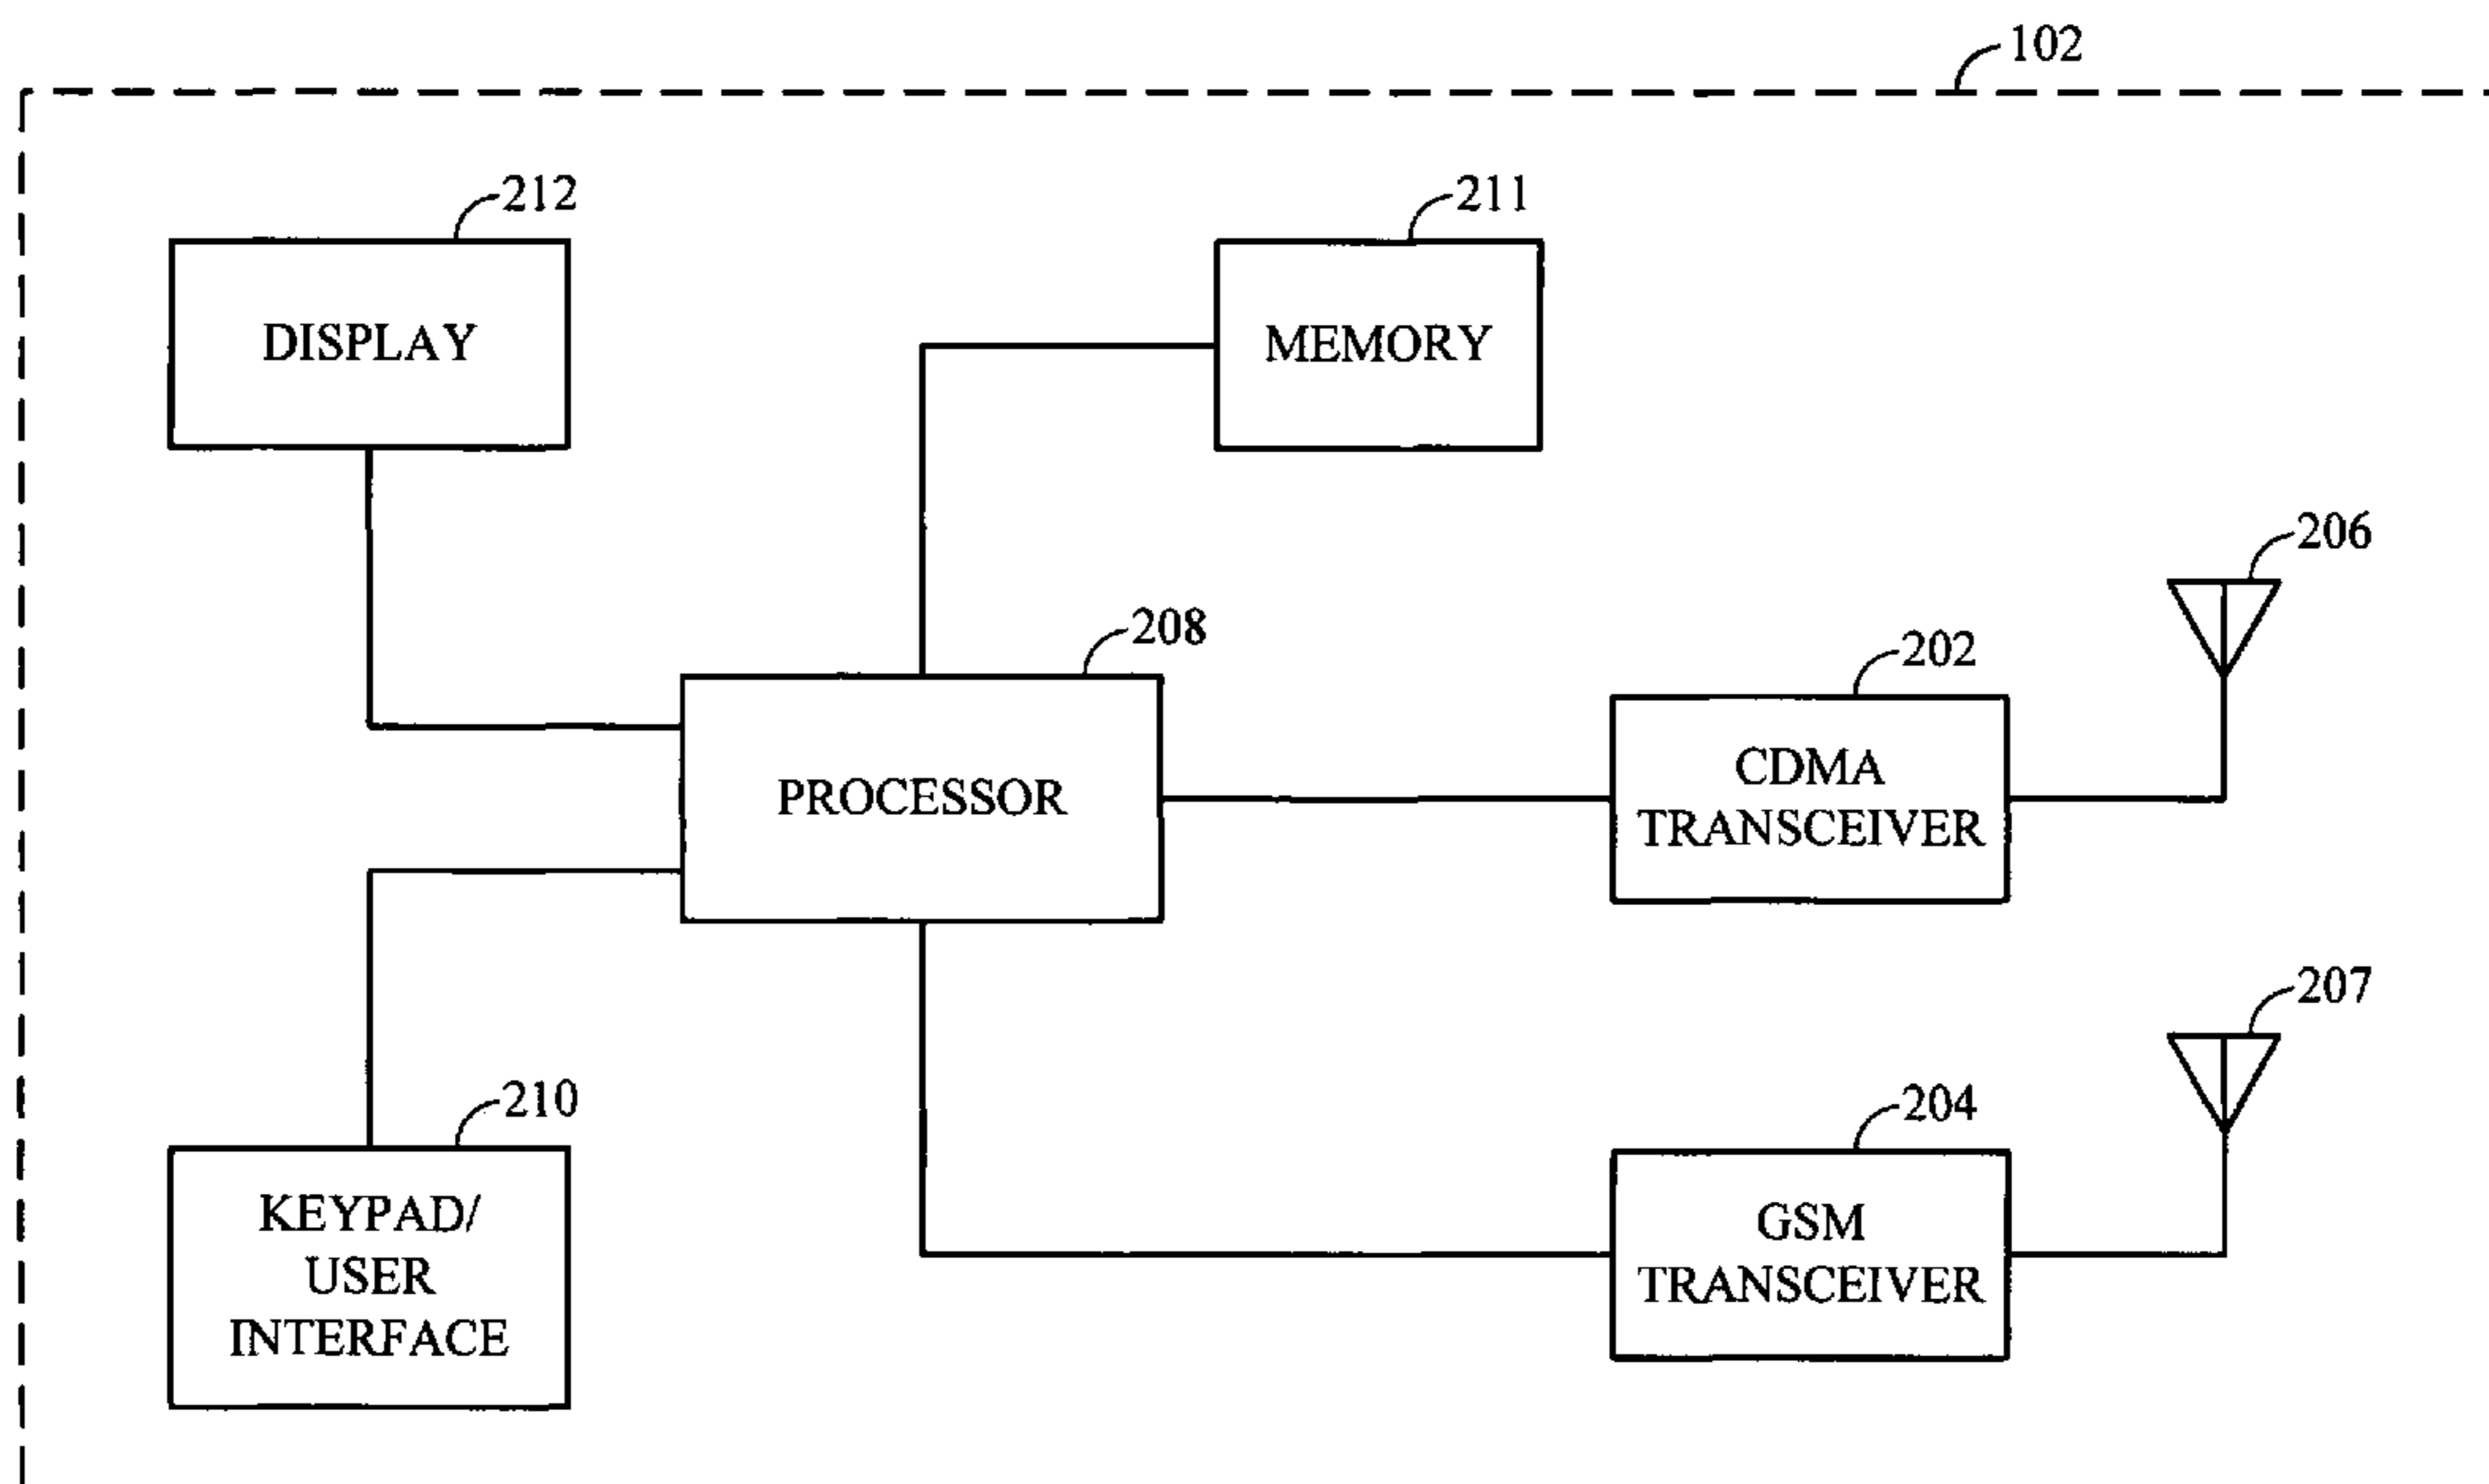 102
212
DISPLAY
211
MEMORY
206
208
PROCESSOR
202
CDMA
TRANSCEIVER
207
210
KEYPAD/
USER
INTERFACE
204
GSM
TRANSCEIVER